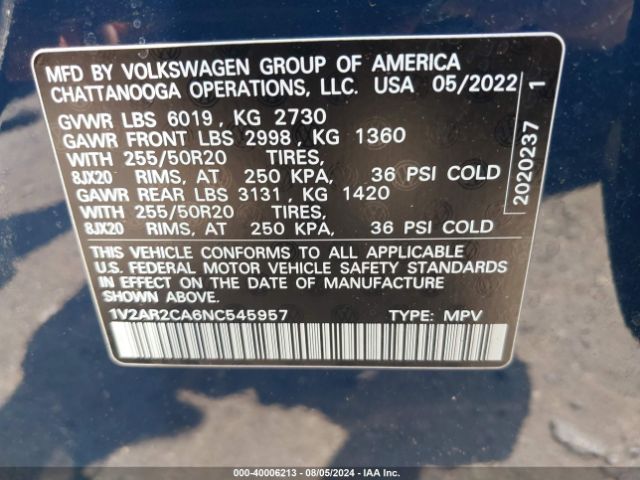 MFD BY VOLKSWAGEN GROUP OF AMERICA
CHATTANOOGA OPERATIONS, LLC. USA 05/2022
GVWR LBS 6019, KG 2730
GAWR FRONT LBS 2998, KG 1360
WITH 255/50R20 TIRES,
8JX20 RIMS, AT 250 KPA, 36 PSI COLD
GAWR REAR LBS 3131, KG 1420
WITH 255/50R20 TIRES,
8JX20 RIMS, AT 250 KPA, 36 PSI COLD
THIS VEHICLE CONFORMS TO ALL APPLICABLE
U.S. FEDERAL MOTOR VEHICLE SAFETY STANDARDS
IN EFFECT ON THE DATE OF MANUFACTURE
SHOWN ABOVE
1V2AR2CA6NC545957 TYPE: MPV
2020237 1
000-40006213 - 08/05/2024 - IAA Inc.